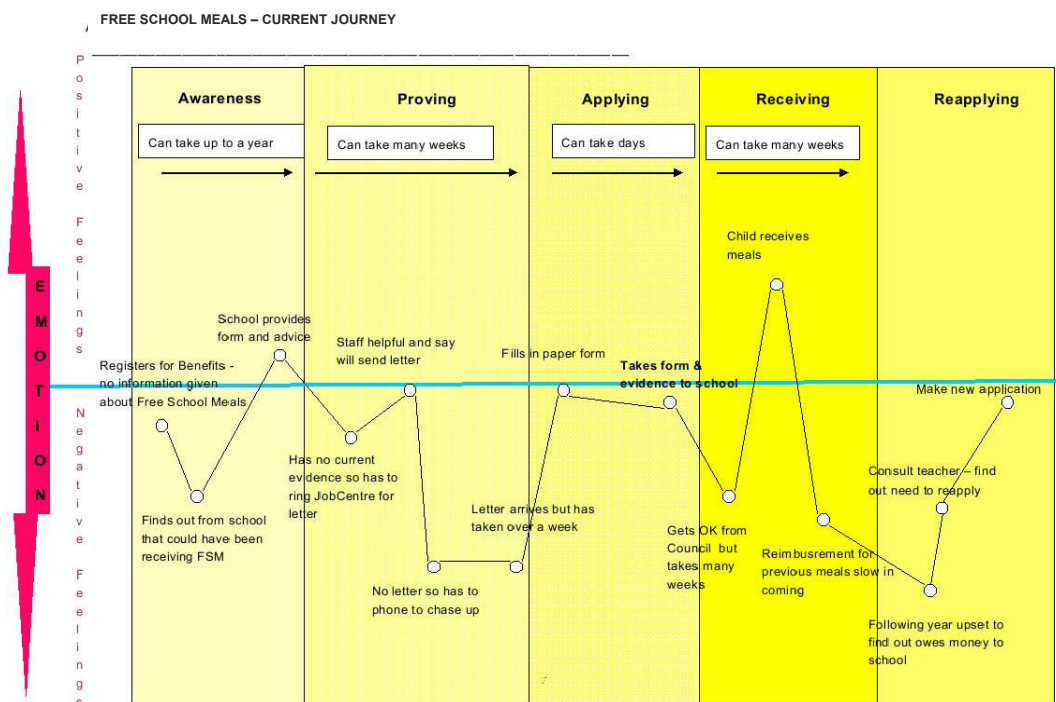 FREE SCHOOL MEALS – CURRENT JOURNEY
Positive Feelings
Negative Feelings
EMOTION
Awareness
Proving
Applying
Receiving
Reapplying
Can take up to a year
Can take many weeks
Can take days
Can take many weeks
Registers for Benefits -
no information given
about Free School Meals
Finds out from school
that could have been
receiving FSM
School provides
form and advice
Has no current
evidence so has to
ring JobCentre for
letter
Staff helpful and say
will send letter
No letter so has to
phone to chase up
Letter arrives but has
taken over a week
Fills in paper form
Takes form &
evidence to school
Gets OK from
Council but
takes many
weeks
Child receives
meals
Reimbusrement for
previous meals slow in
coming
Following year upset to
find out owes money to
school
Consult teacher – find
out need to reapply
Make new application